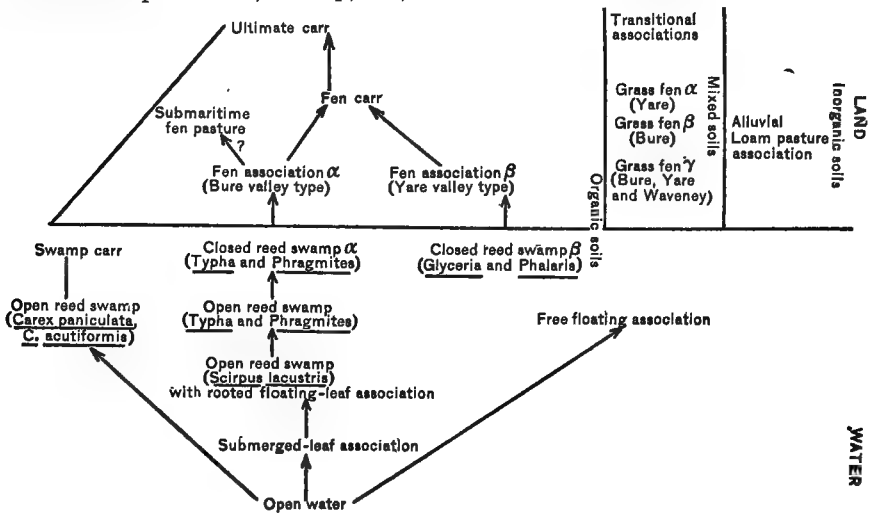 Ultimate carr
Fen carr
Submaritime
fen pasture
?
Fen association α
(Bure valley type)
Fen association β
(Yare valley type)
Transitional
associations
Grass fen α
(Yare)
Grass fen β
(Bure)
Grass fen γ
(Bure, Yare
and Waveney)
Mixed soils
Alluvial
Loam pasture
association
Inorganic soils
LAND
Organic soils
Swamp carr
Closed reed swamp α
(Typha and Phragmites)
Closed reed swamp β
(Glyceria and Phalaris)
Open reed swamp
(Carex paniculata,
C. acutiformis)
Open reed swamp
(Typha and Phragmites)
Free floating association
Open reed swamp
(Scirpus lacustris)
with rooted floating-leaf association
Submerged-leaf association
Open water
WATER